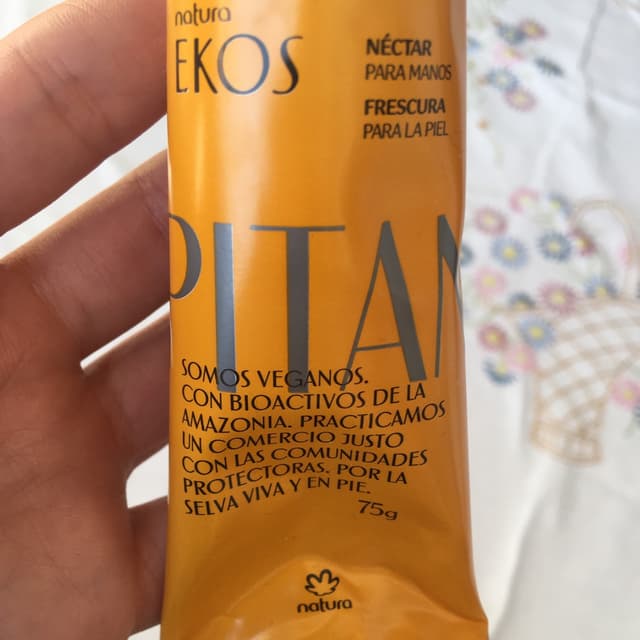 natura
EKOS
NÉCTAR
PARA MANOS
FRESCURA
PARA LA PIEL
PITAN
SOMOS VEGANOS.
CON BIOACTIVOS DE LA
AMAZONIA. PRACTICAMOS
UN COMERCIO JUSTO
CON LAS COMUNIDADES
PROTECTORAS. POR LA
SELVA VIVA Y EN PIE.
75g
natura